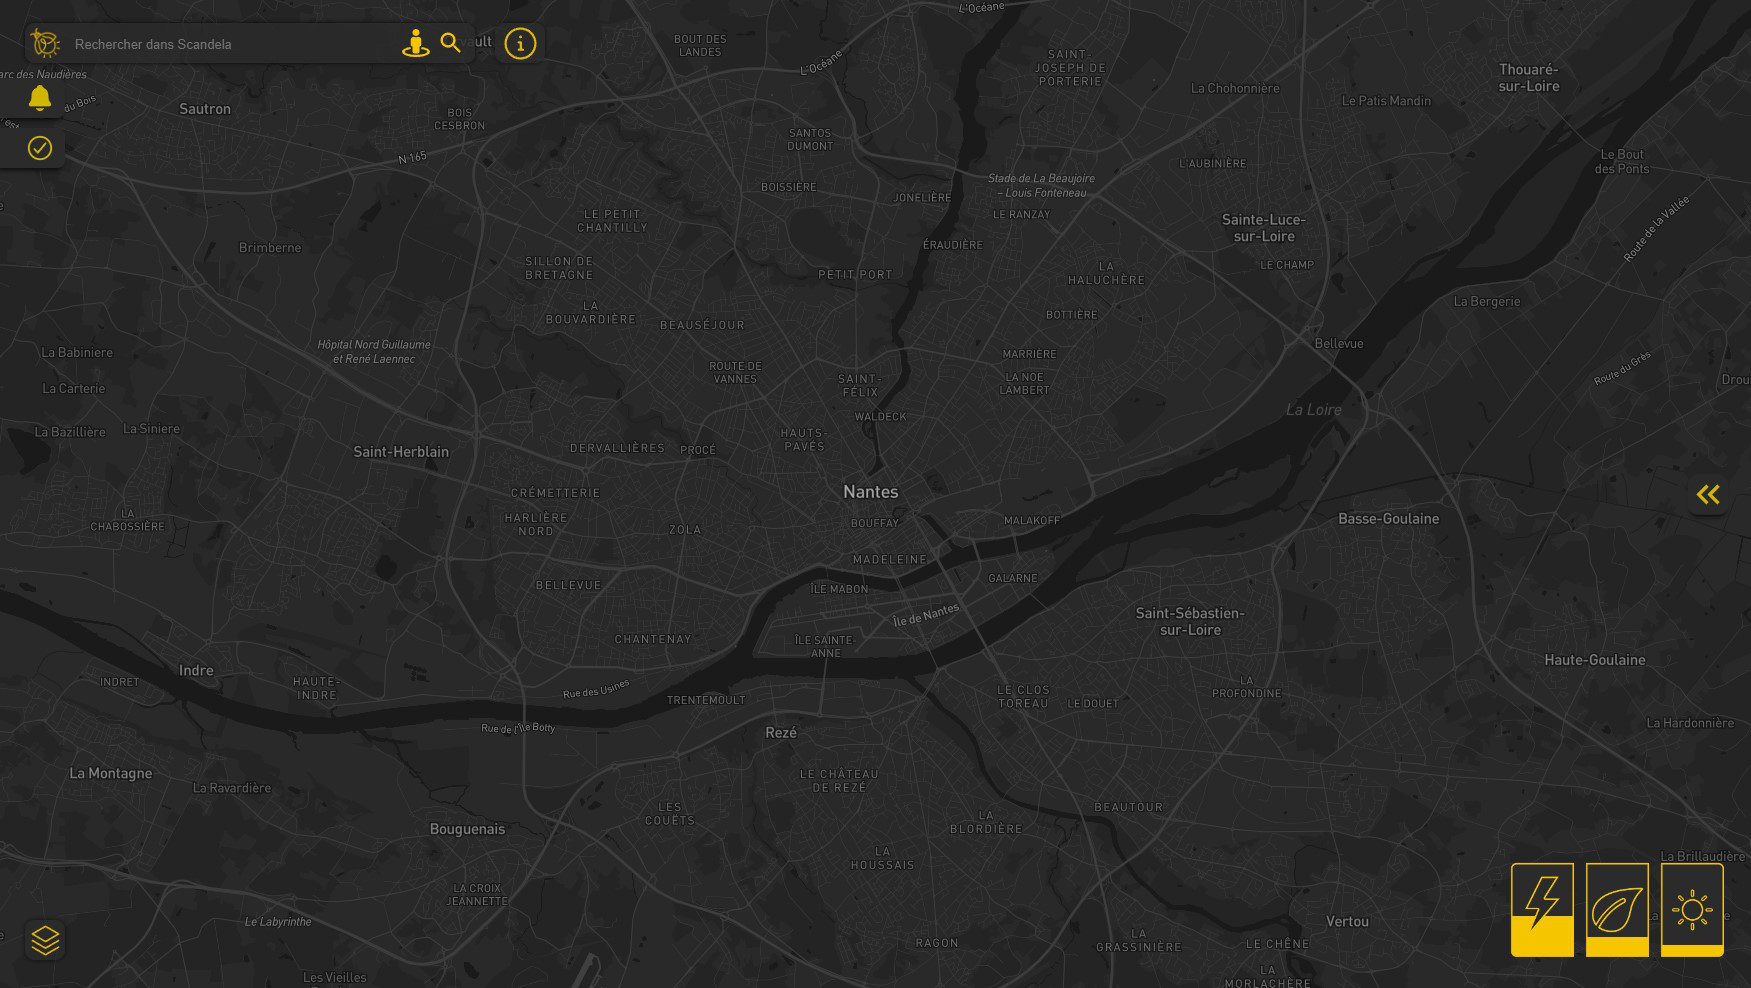 L'Océane
Rechercher dans Scandela
ault
BOUT DES
LANDES
L'Océane
SAINT-
JOSEPH DE
PORTERIE
Thouaré-
sur-Loire
arc des Naudières
du Bois
est
Sautron
BOIS
CESBRON
La Chohonnière
Le Patis Mandin
N 165
SANTOS
DUMONT
L'AUBINIÈRE
Le Bout
des Ponts
BOISSIÈRE
JONELIÈRE
Stade de La Beaujoire
– Louis Fonteneau
LE RANZAY
LE PETIT
CHANTILLY
Sainte-Luce-
sur-Loire
Route de la Vallée
Brimberne
ÉRAUDIÈRE
SILLON DE
BRETAGNE
PETIT PORT
LA
HALUCHÈRE
LE CHAMP
LA
BOUVARDIÈRE
BEAUSÉJOUR
BOTTIÈRE
La Bergerie
Hôpital Nord Guillaume
et René Laennec
La Babiniere
Bellevue
MARRIÈRE
Route du Grès
ROUTE DE
VANNES
SAINT-
FÉLIX
LA NOE
LAMBERT
Drou
La Carterie
WALDECK
La Loire
La Bazillière
La Siniere
Saint-Herblain
DERVALLIÈRES
PROCÉ
HAUTS-
PAVÉS
CRÉMETTERIE
Nantes
LA
CHABOSSIÈRE
HARLIÈRE
NORD
ZOLA
BOUFFAY
MALAKOFF
Basse-Goulaine
MADELEINE
BELLEVUE
ÎLE MABON
GALARNE
Île de Nantes
Saint-Sébastien-
sur-Loire
CHANTENAY
ÎLE SAINTE-
ANNE
Indre
Haute-Goulaine
INDRET
HAUTE-
INDRE
Rue des Usines
TRENTEMOULT
LE CLOS
TOREAU
LE DOUET
LA
PROFONDINE
Rue de l'Île Botty
Rezé
La Hardonnière
La Montagne
La Ravardière
LE CHÂTEAU
DE REZÉ
LES
COUËTS
BEAUTOUR
Bouguenais
LA
BLORDIÈRE
LA
HOUSSAIS
La Brillaudière
LA CROIX
JEANNETTE
Le Labyrinthe
Vertou
La
e
RAGON
LA
GRASSINIÈRE
LE CHÊNE
Les Vieilles
LA
MORLACHÈRE